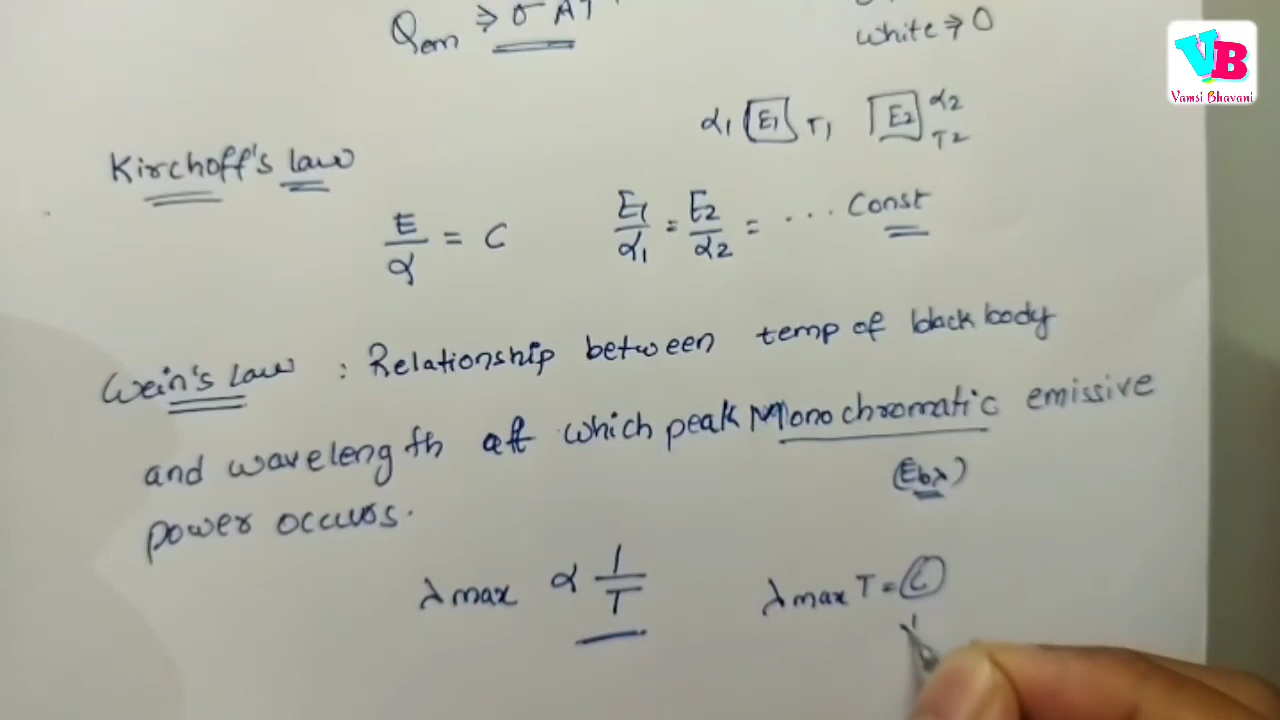 Qem ⇒ σ A T
white ⇒ 0
VB
Vamsi Bhavani
α1 E1 T1 E2 α2
T2
Kirchoff's law
E/α = C E1/α1 = E2/α2 = ... Const
Wein's Law : Relationship between temp of black body
and wavelength at which peak Monochromatic emissive
(Ebλ)
power occurs.
λmax α 1/T λmax T = C